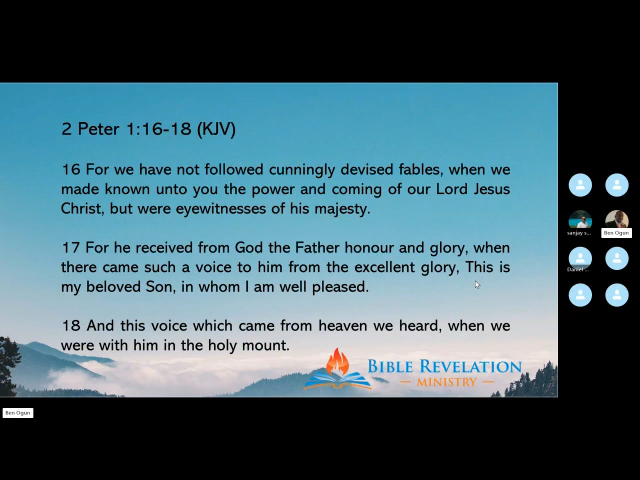 2 Peter 1:16-18 (KJV)
16 For we have not followed cunningly devised fables, when we
made known unto you the power and coming of our Lord Jesus
Christ, but were eyewitnesses of his majesty.
17 For he received from God the Father honour and glory, when
there came such a voice to him from the excellent glory, This is
my beloved Son, in whom I am well pleased.
18 And this voice which came from heaven we heard, when we
were with him in the holy mount.
BIBLE REVELATION
MINISTRY
sanjay s...
Ben Ogun
Daniel ...
Ben Ogun